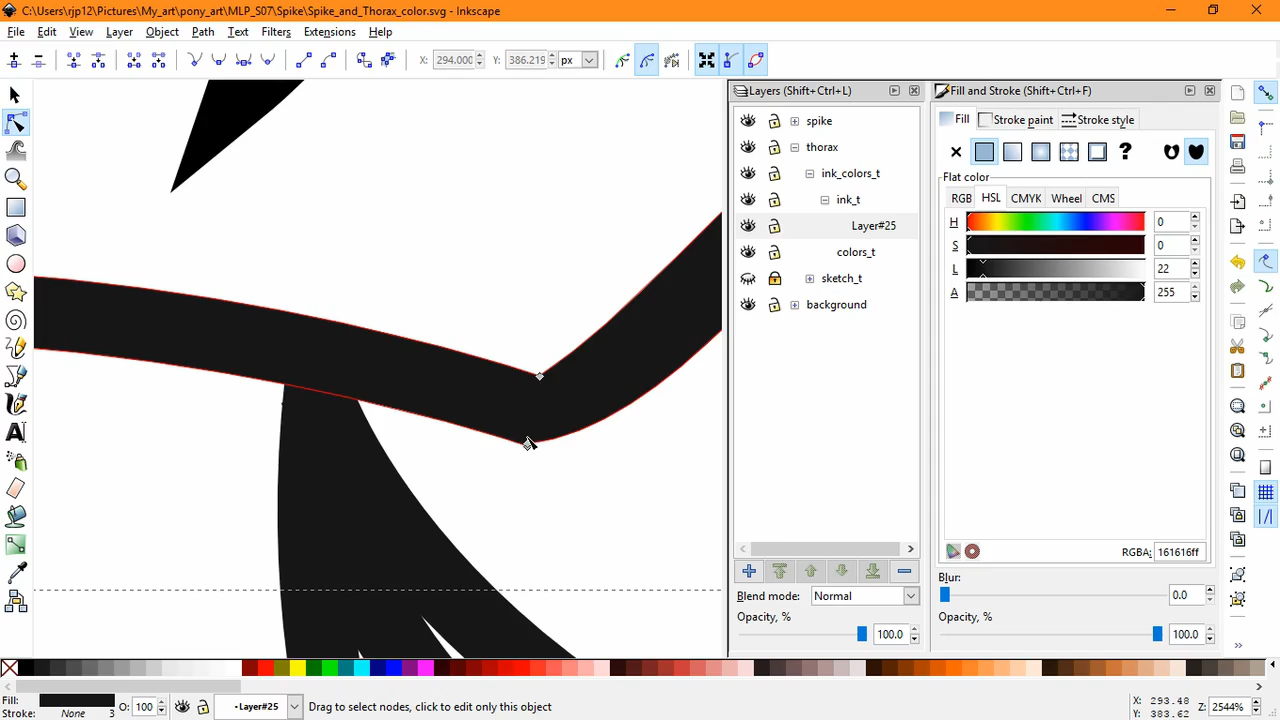 C:\Users\rjp12\Pictures\My_art\pony_art\MLP_S07\Spike\Spike_and_Thorax_color.svg - Inkscape
File Edit View Layer Object Path Text Filters Extensions Help
X: 294.000 Y: 386.219 px
Layers (Shift+Ctrl+L) Fill and Stroke (Shift+Ctrl+F)
spike
thorax
ink_colors_t
ink_t
Layer#25
colors_t
sketch_t
background
Fill Stroke paint Stroke style
Flat color
RGB HSL CMYK Wheel CMS
H 0
S 0
L 22
A 255
RGBA: 161616ff
Blend mode: Normal
Opacity, %
100.0
Blur:
0.0
Opacity, %
100.0
Fill: 3
Stroke: None
O: 100
•Layer#25
Drag to select nodes, click to edit only this object
X: 293.48
Y: 383.62
Z: 2544%